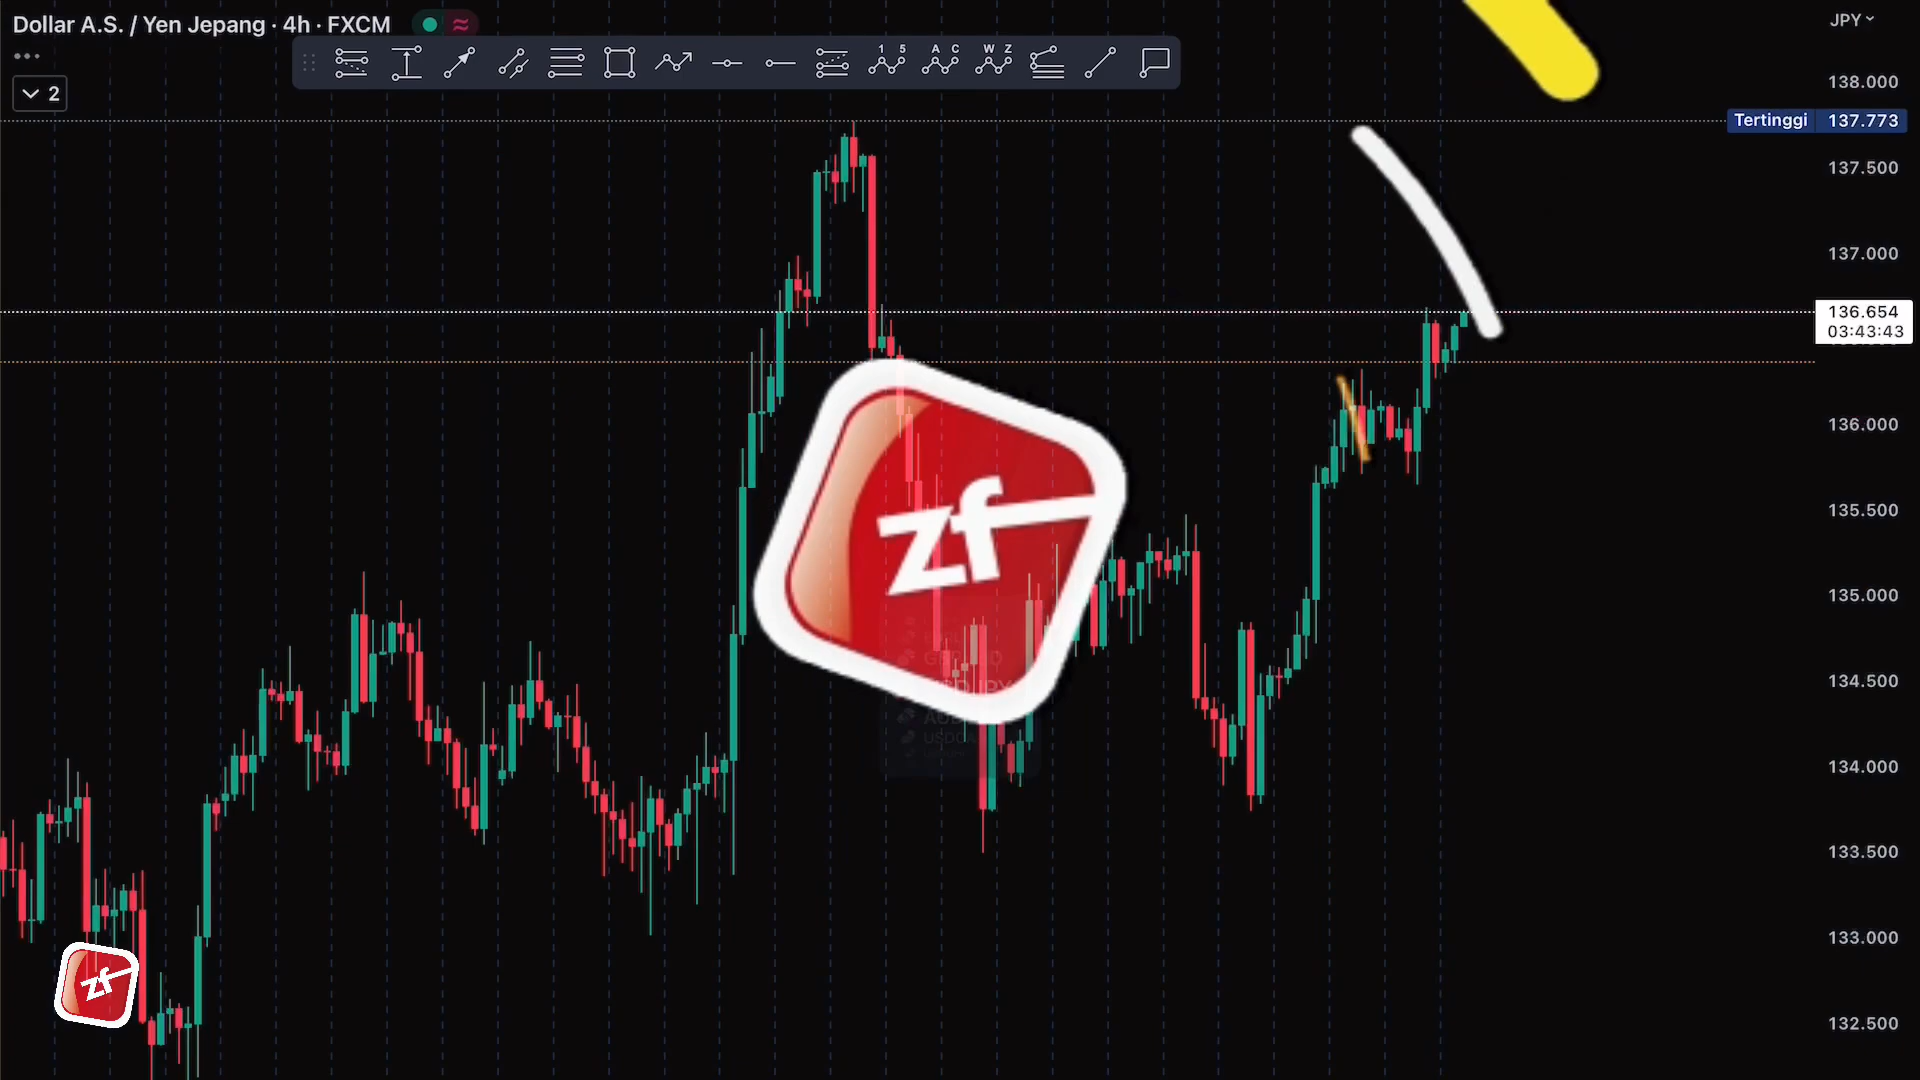 Dollar A.S. / Yen Jepang · 4h · FXCM
JPY
2
1 5
A C
W Z
138.000
Tertinggi 137.773
137.500
137.000
136.654
03:43:43
136.000
135.500
135.000
134.500
134.000
133.500
133.000
132.500
zf
zf